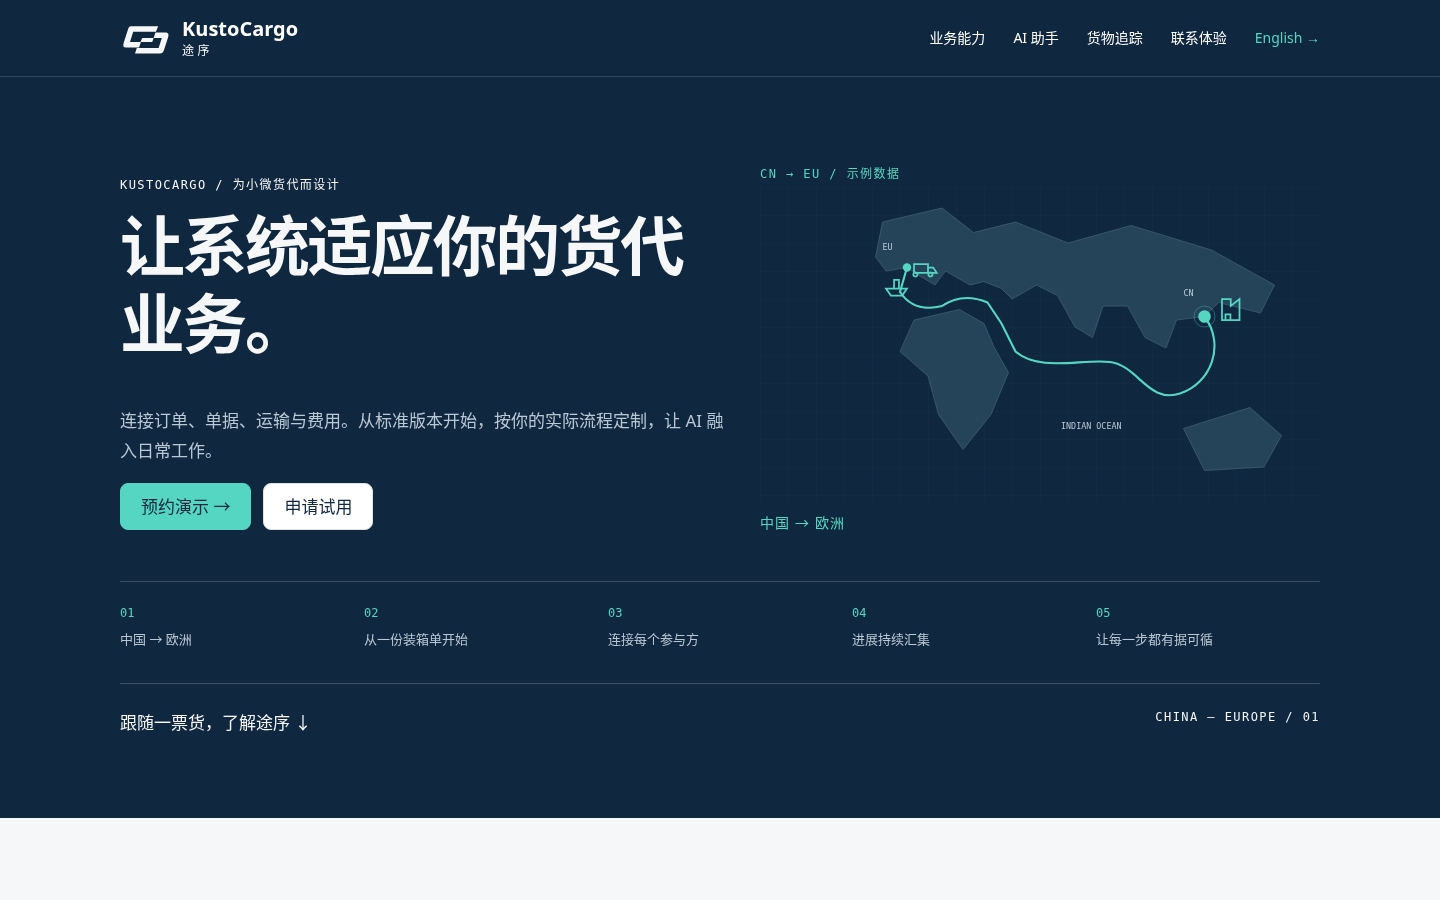 KustoCargo
途序
业务能力
AI 助手
货物追踪
联系体验
English →
KUSTOCARGO / 为小微货代而设计
让系统适应你的货代
业务。
连接订单、单据、运输与费用。从标准版本开始，按你的实际流程定制，让 AI 融
入日常工作。
预约演示 →
申请试用
CN → EU / 示例数据
EU
CN
INDIAN OCEAN
中国 → 欧洲
01
中国 → 欧洲
02
从一份装箱单开始
03
连接每个参与方
04
进展持续汇集
05
让每一步都有据可循
跟随一票货，了解途序 ↓
CHINA — EUROPE / 01